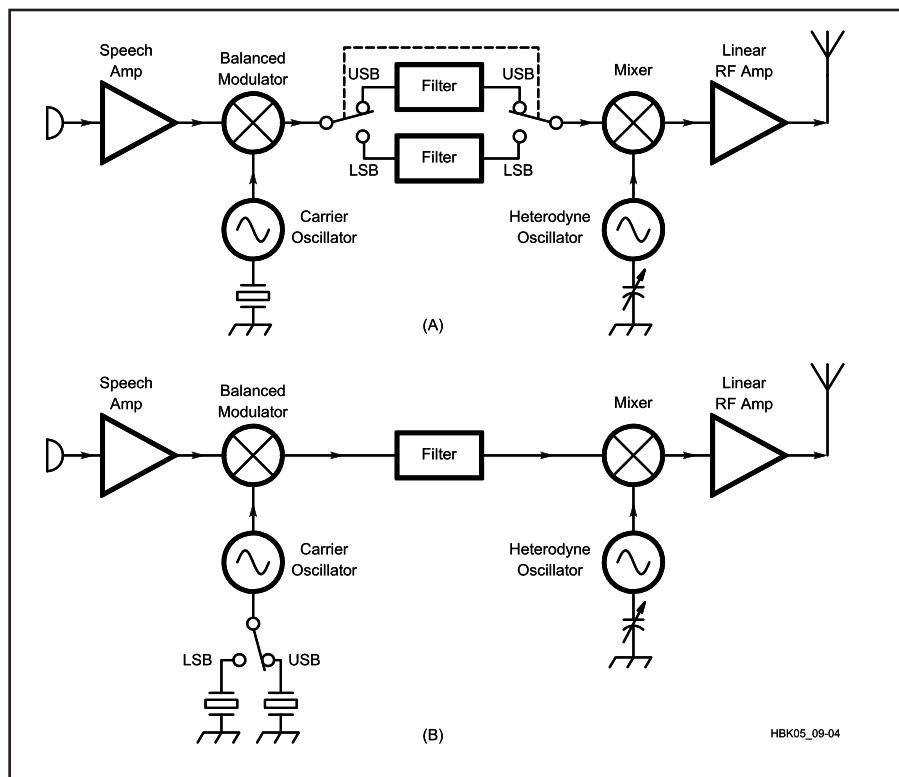 Speech
Amp
Balanced
Modulator
USB
Filter
USB
Mixer
Linear
RF Amp
LSB
Filter
LSB
Carrier
Oscillator
Heterodyne
Oscillator
(A)
Speech
Amp
Balanced
Modulator
Filter
Mixer
Linear
RF Amp
Carrier
Oscillator
Heterodyne
Oscillator
LSB
USB
(B)
HBK05_09-04